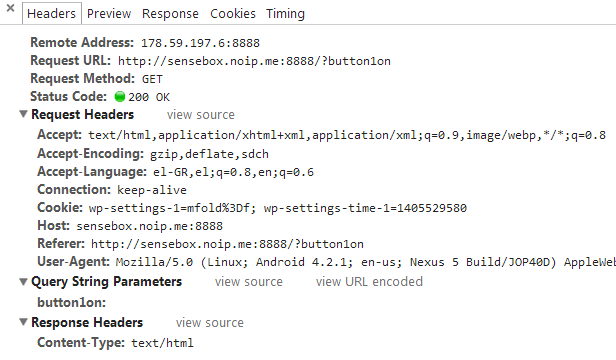 × Headers Preview Response Cookies Timing
Remote Address: 178.59.197.6:8888
Request URL: http://sensebox.noip.me:8888/?button1on
Request Method: GET
Status Code: 200 OK
▼ Request Headers view source
Accept: text/html,application/xhtml+xml,application/xml;q=0.9,image/webp,*/*;q=0.8
Accept-Encoding: gzip,deflate,sdch
Accept-Language: el-GR,el;q=0.8,en;q=0.6
Connection: keep-alive
Cookie: wp-settings-1=mfold%3Df; wp-settings-time-1=1405529580
Host: sensebox.noip.me:8888
Referer: http://sensebox.noip.me:8888/?button1on
User-Agent: Mozilla/5.0 (Linux; Android 4.2.1; en-us; Nexus 5 Build/JOP40D) AppleWeb
▼ Query String Parameters view source view URL encoded
button1on:
▼ Response Headers view source
Content-Type: text/html